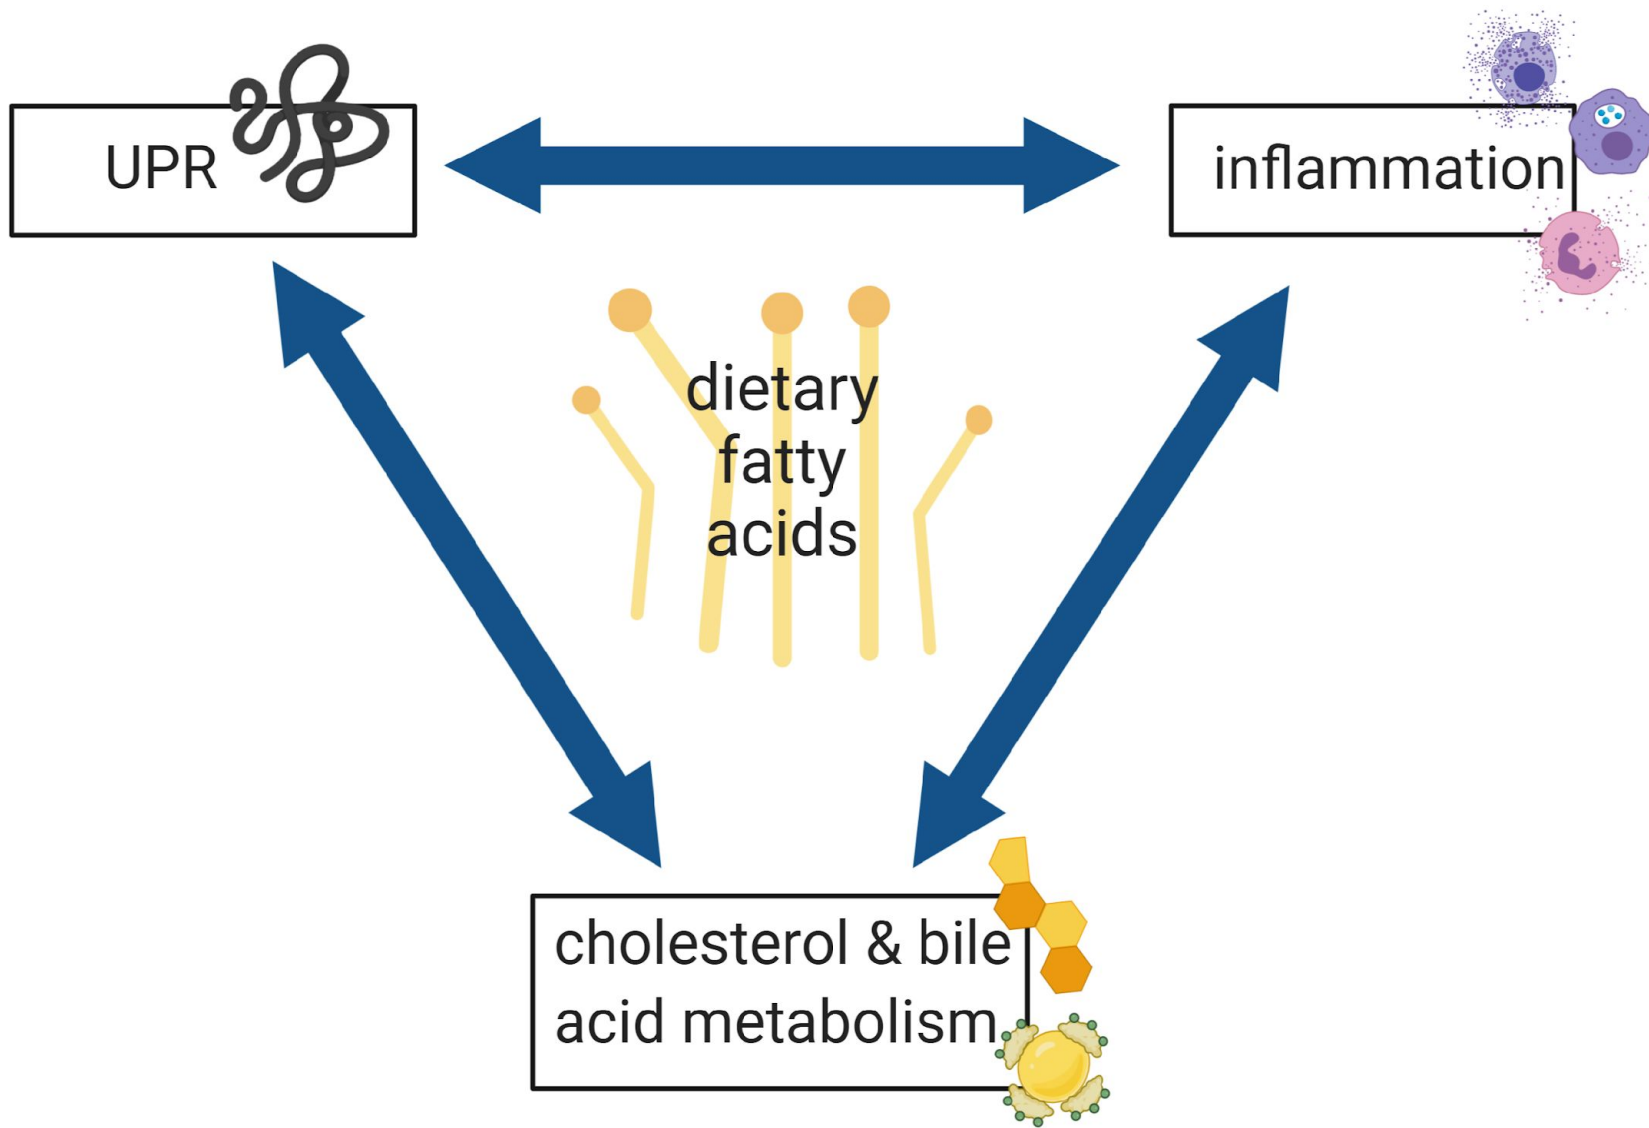 UPR
inflammation
dietary
fatty
acids
cholesterol & bile
acid metabolism